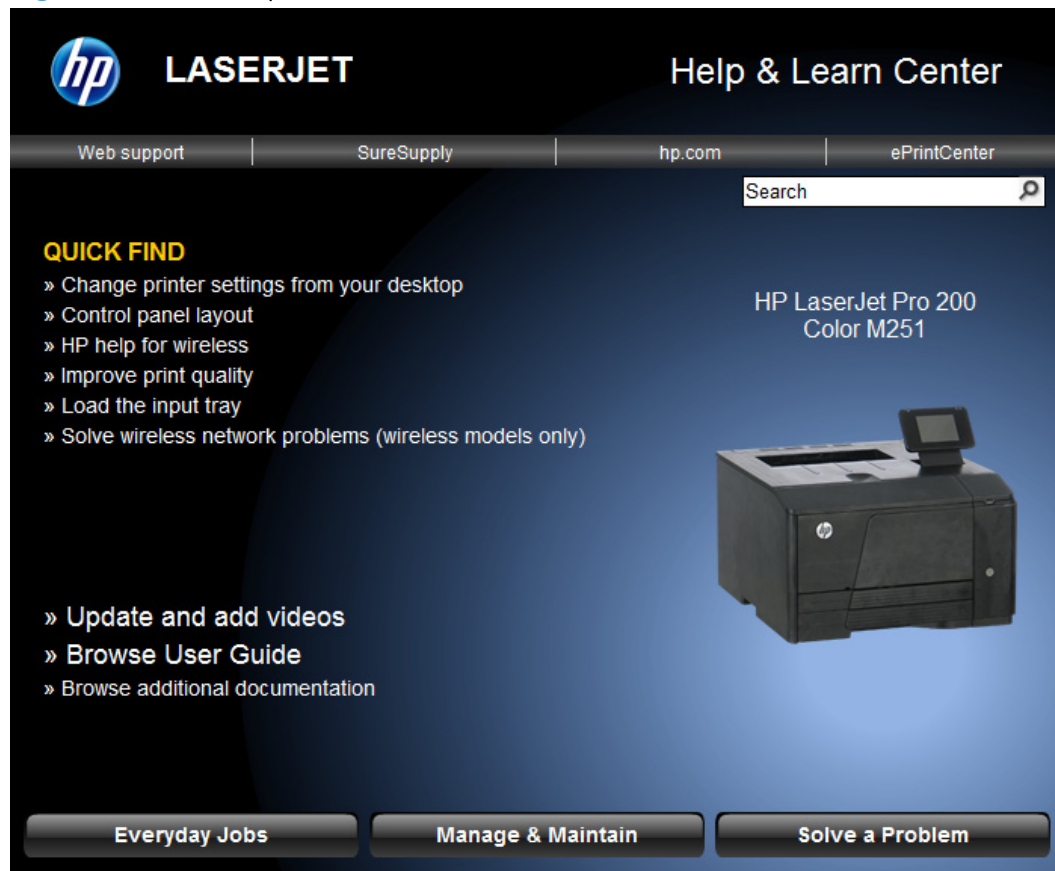 hp LASERJET
Help & Learn Center
Web support
SureSupply
hp.com
ePrintCenter
Search
QUICK FIND
» Change printer settings from your desktop
» Control panel layout
» HP help for wireless
» Improve print quality
» Load the input tray
» Solve wireless network problems (wireless models only)
HP LaserJet Pro 200
Color M251
hp
» Update and add videos
» Browse User Guide
» Browse additional documentation
Everyday Jobs
Manage & Maintain
Solve a Problem